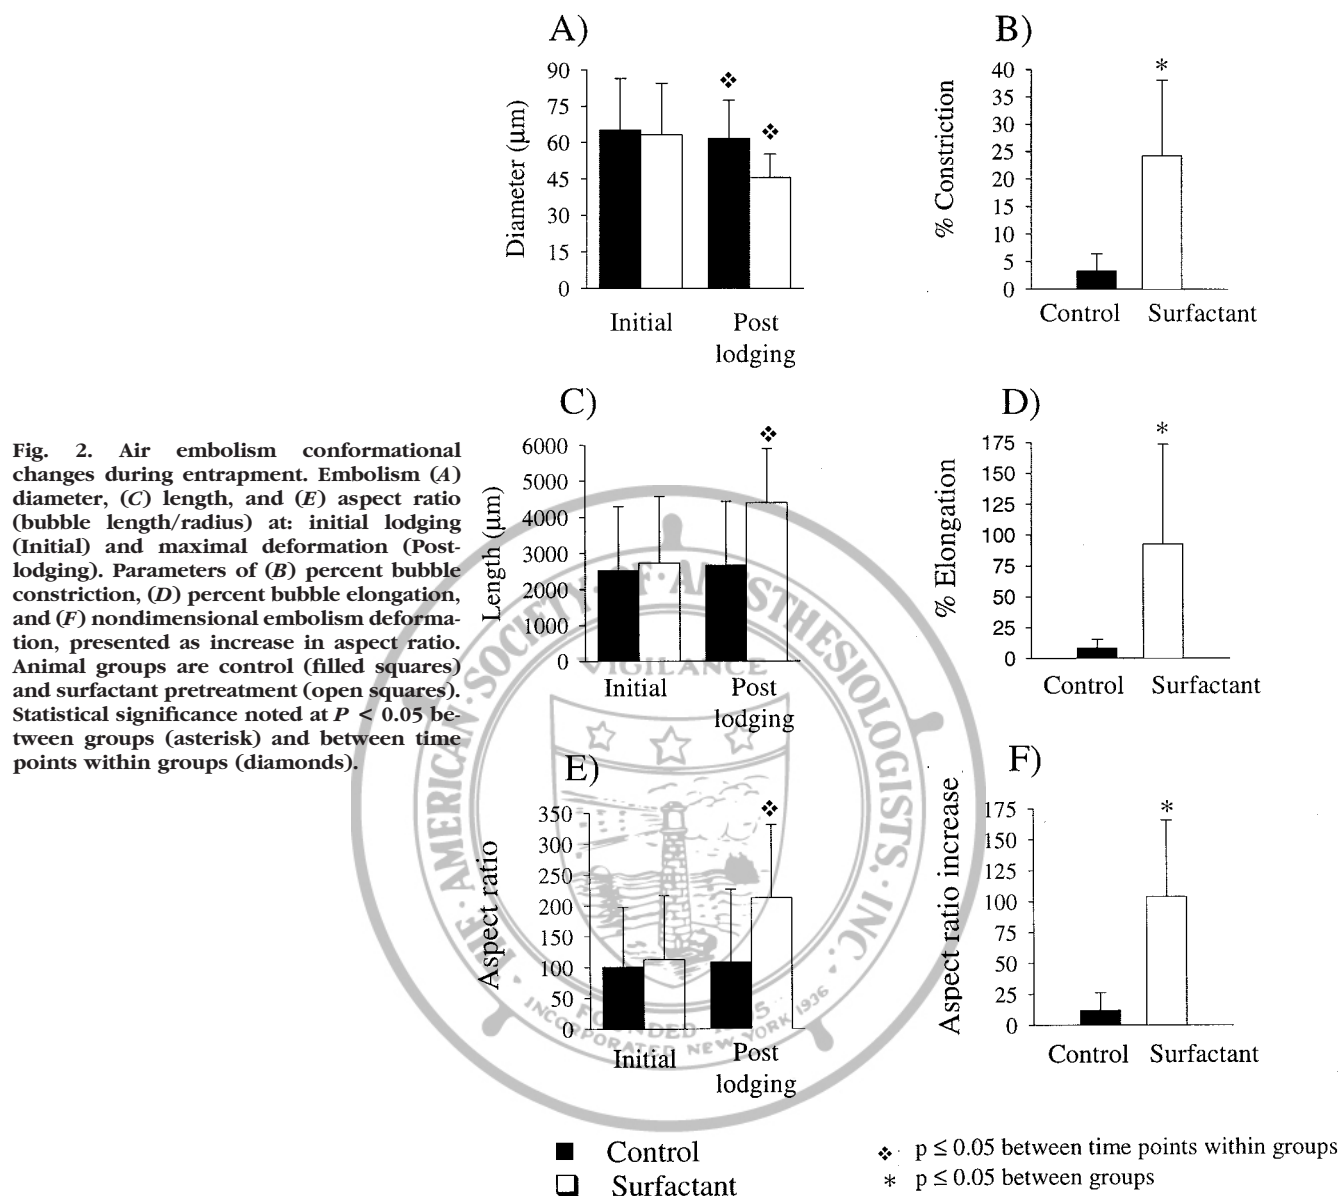 A)
90
75
60
45
30
15
0
Diameter (µm)
❖
❖
Initial
Post
lodging
B)
40
35
30
25
20
15
10
5
0
% Constriction
*
Control
Surfactant
Fig. 2. Air embolism conformational
changes during entrapment. Embolism (A)
diameter, (C) length, and (E) aspect ratio
(bubble length/radius) at: initial lodging
(Initial) and maximal deformation (Post-
lodging). Parameters of (B) percent bubble
constriction, (D) percent bubble elongation,
and (F) nondimensional embolism deforma-
tion, presented as increase in aspect ratio.
Animal groups are control (filled squares)
and surfactant pretreatment (open squares).
Statistical significance noted at P < 0.05 be-
tween groups (asterisk) and between time
points within groups (diamonds).
C)
6000
5000
4000
3000
2000
1000
0
Length (µm)
❖
Initial
Post
lodging
D)
175
150
125
100
75
50
25
0
% Elongation
*
Control
Surfactant
E)
350
300
250
200
150
100
50
0
Aspect ratio
❖
Initial
Post
lodging
F)
175
150
125
100
75
50
25
0
Aspect ratio increase
*
Control
Surfactant
THE · AMERICAN · SOCIETY · OF · ANESTHESIOLOGISTS, · INC.
VIGILANCE
FOUNDED
INCORPORATED NEW YORK 1936
Control
Surfactant
❖ p ≤ 0.05 between time points within groups
* p ≤ 0.05 between groups